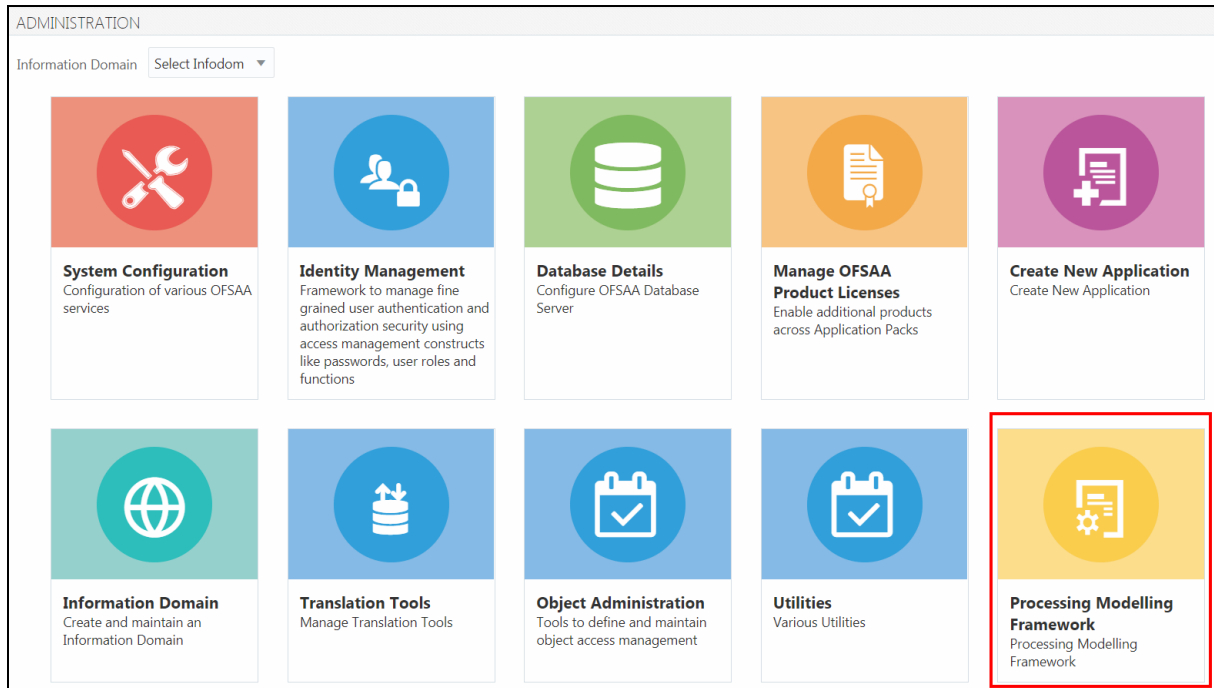 ADMINISTRATION
Information Domain Select Infodom
System Configuration
Configuration of various OFSAA
services
Identity Management
Framework to manage fine
grained user authentication and
authorization security using
access management constructs
like passwords, user roles and
functions
Database Details
Configure OFSAA Database
Server
Manage OFSAA
Product Licenses
Enable additional products
across Application Packs
Create New Application
Create New Application
Information Domain
Create and maintain an
Information Domain
Translation Tools
Manage Translation Tools
Object Administration
Tools to define and maintain
object access management
Utilities
Various Utilities
Processing Modelling
Framework
Processing Modelling
Framework